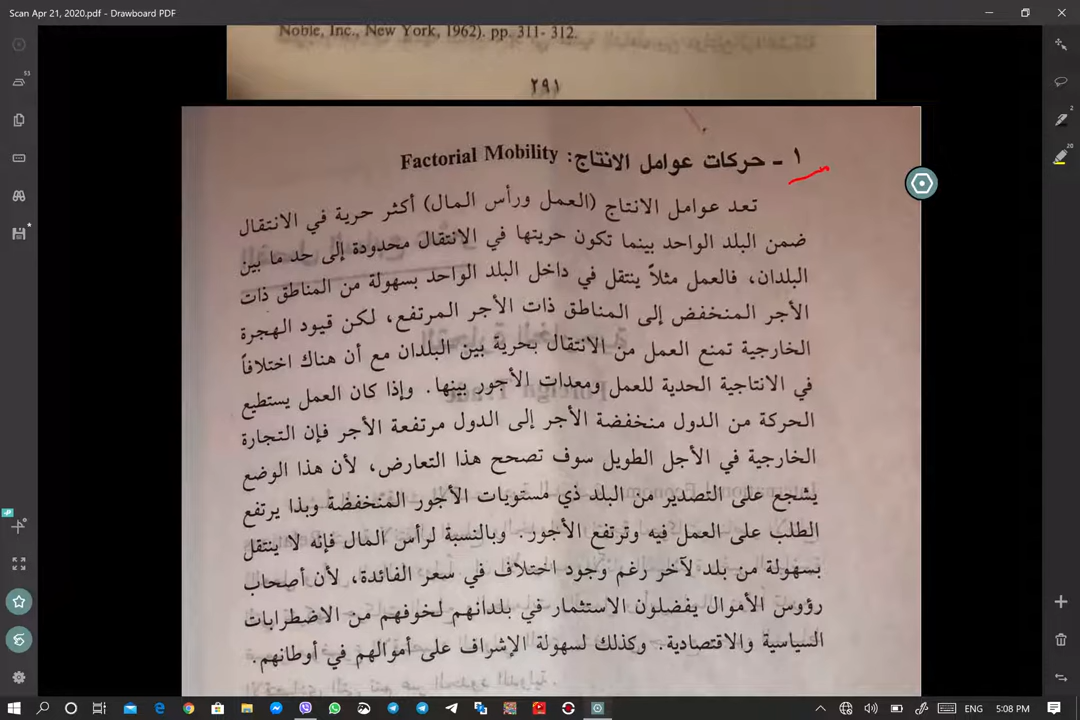 Scan Apr 21, 2020.pdf - Drawboard PDF
Noble, Inc., New York, 1962). pp. 311- 312.
٢٩١
١ - حركات عوامل الانتاج: Factorial Mobility
تعد عوامل الانتاج (العمل ورأس المال) أكثر حرية في الانتقال
ضمن البلد الواحد بينما تكون حريتها في الانتقال محدودة إلى حد ما بين
البلدان، فالعمل مثلاً ينتقل في داخل البلد الواحد بسهولة من المناطق ذات
الأجر المنخفض إلى المناطق ذات الأجر المرتفع، لكن قيود الهجرة
الخارجية تمنع العمل من الانتقال بحرية بين البلدان مع أن هناك اختلافاً
في الانتاجية الحدية للعمل ومعدات الأجور بينها. وإذا كان العمل يستطيع
الحركة من الدول منخفضة الأجر إلى الدول مرتفعة الأجر فإن التجارة
الخارجية في الأجل الطويل سوف تصحح هذا التعارض، لأن هذا الوضع
يشجع على التصدير من البلد ذي مستويات الأجور المنخفضة وبذا يرتفع
الطلب على العمل فيه وترتفع الأجور. وبالنسبة لرأس المال فإنه لا ينتقل
بسهولة من بلد لآخر رغم وجود اختلاف في سعر الفائدة، لأن أصحاب
رؤوس الأموال يفضلون الاستثمار في بلدانهم لخوفهم من الاضطرابات
السياسية والاقتصادية. وكذلك لسهولة الإشراف على أموالهم في أوطانهم.
53
2
20
ENG
5:08 PM